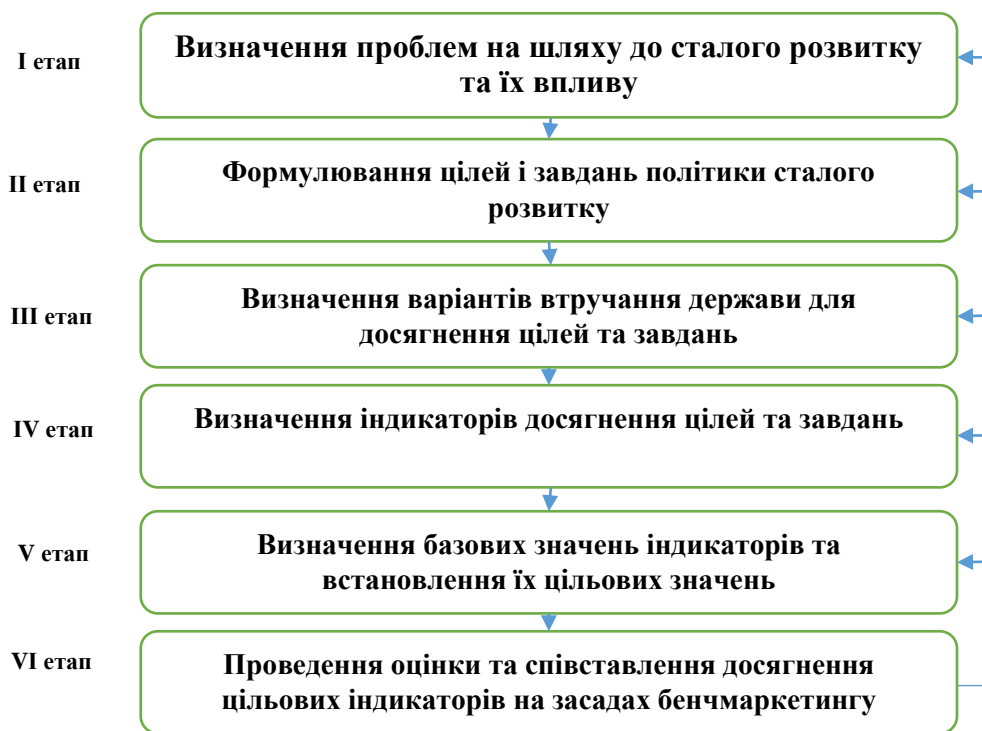 I етап
Визначення проблем на шляху до сталого розвитку
та їх впливу
II етап
Формулювання цілей і завдань політики сталого
розвитку
III етап
Визначення варіантів втручання держави для
досягнення цілей та завдань
IV етап
Визначення індикаторів досягнення цілей та завдань
V етап
Визначення базових значень індикаторів та
встановлення їх цільових значень
VI етап
Проведення оцінки та співставлення досягнення
цільових індикаторів на засадах бенчмаркетингу